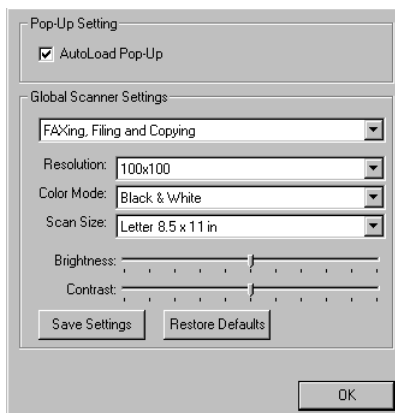 Pop-Up Setting
AutoLoad Pop-Up
Global Scanner Settings
FAXing, Filing and Copying
Resolution: 100x100
Color Mode: Black & White
Scan Size: Letter 8.5 x 11 in
Brightness:
Contrast:
Save Settings Restore Defaults
OK